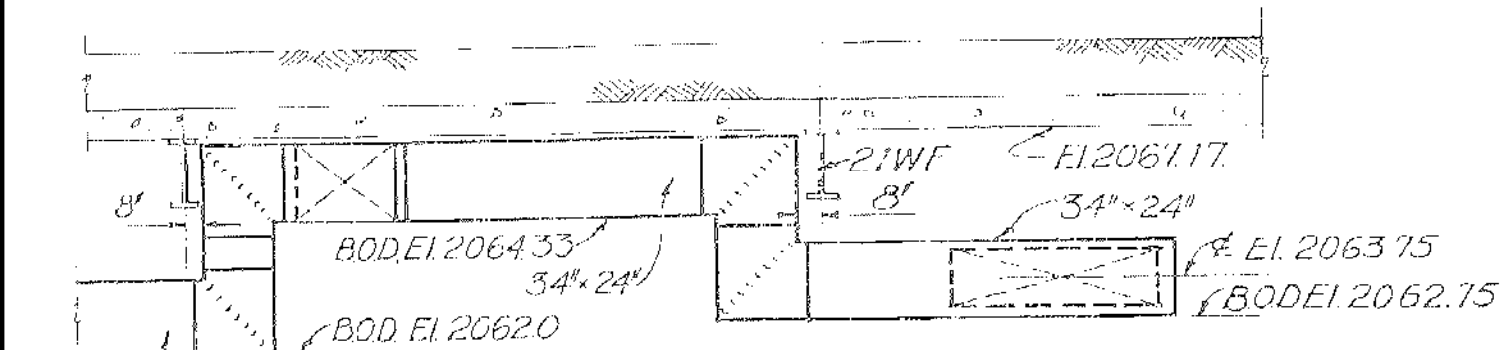 21WF
El. 2067.17
8"
8"
34"×24"
B.O.D. El. 2064.33
34"×24"
℄ El. 2063.75
B.O.D. El. 2062.75
B.O.D. El. 2062.0